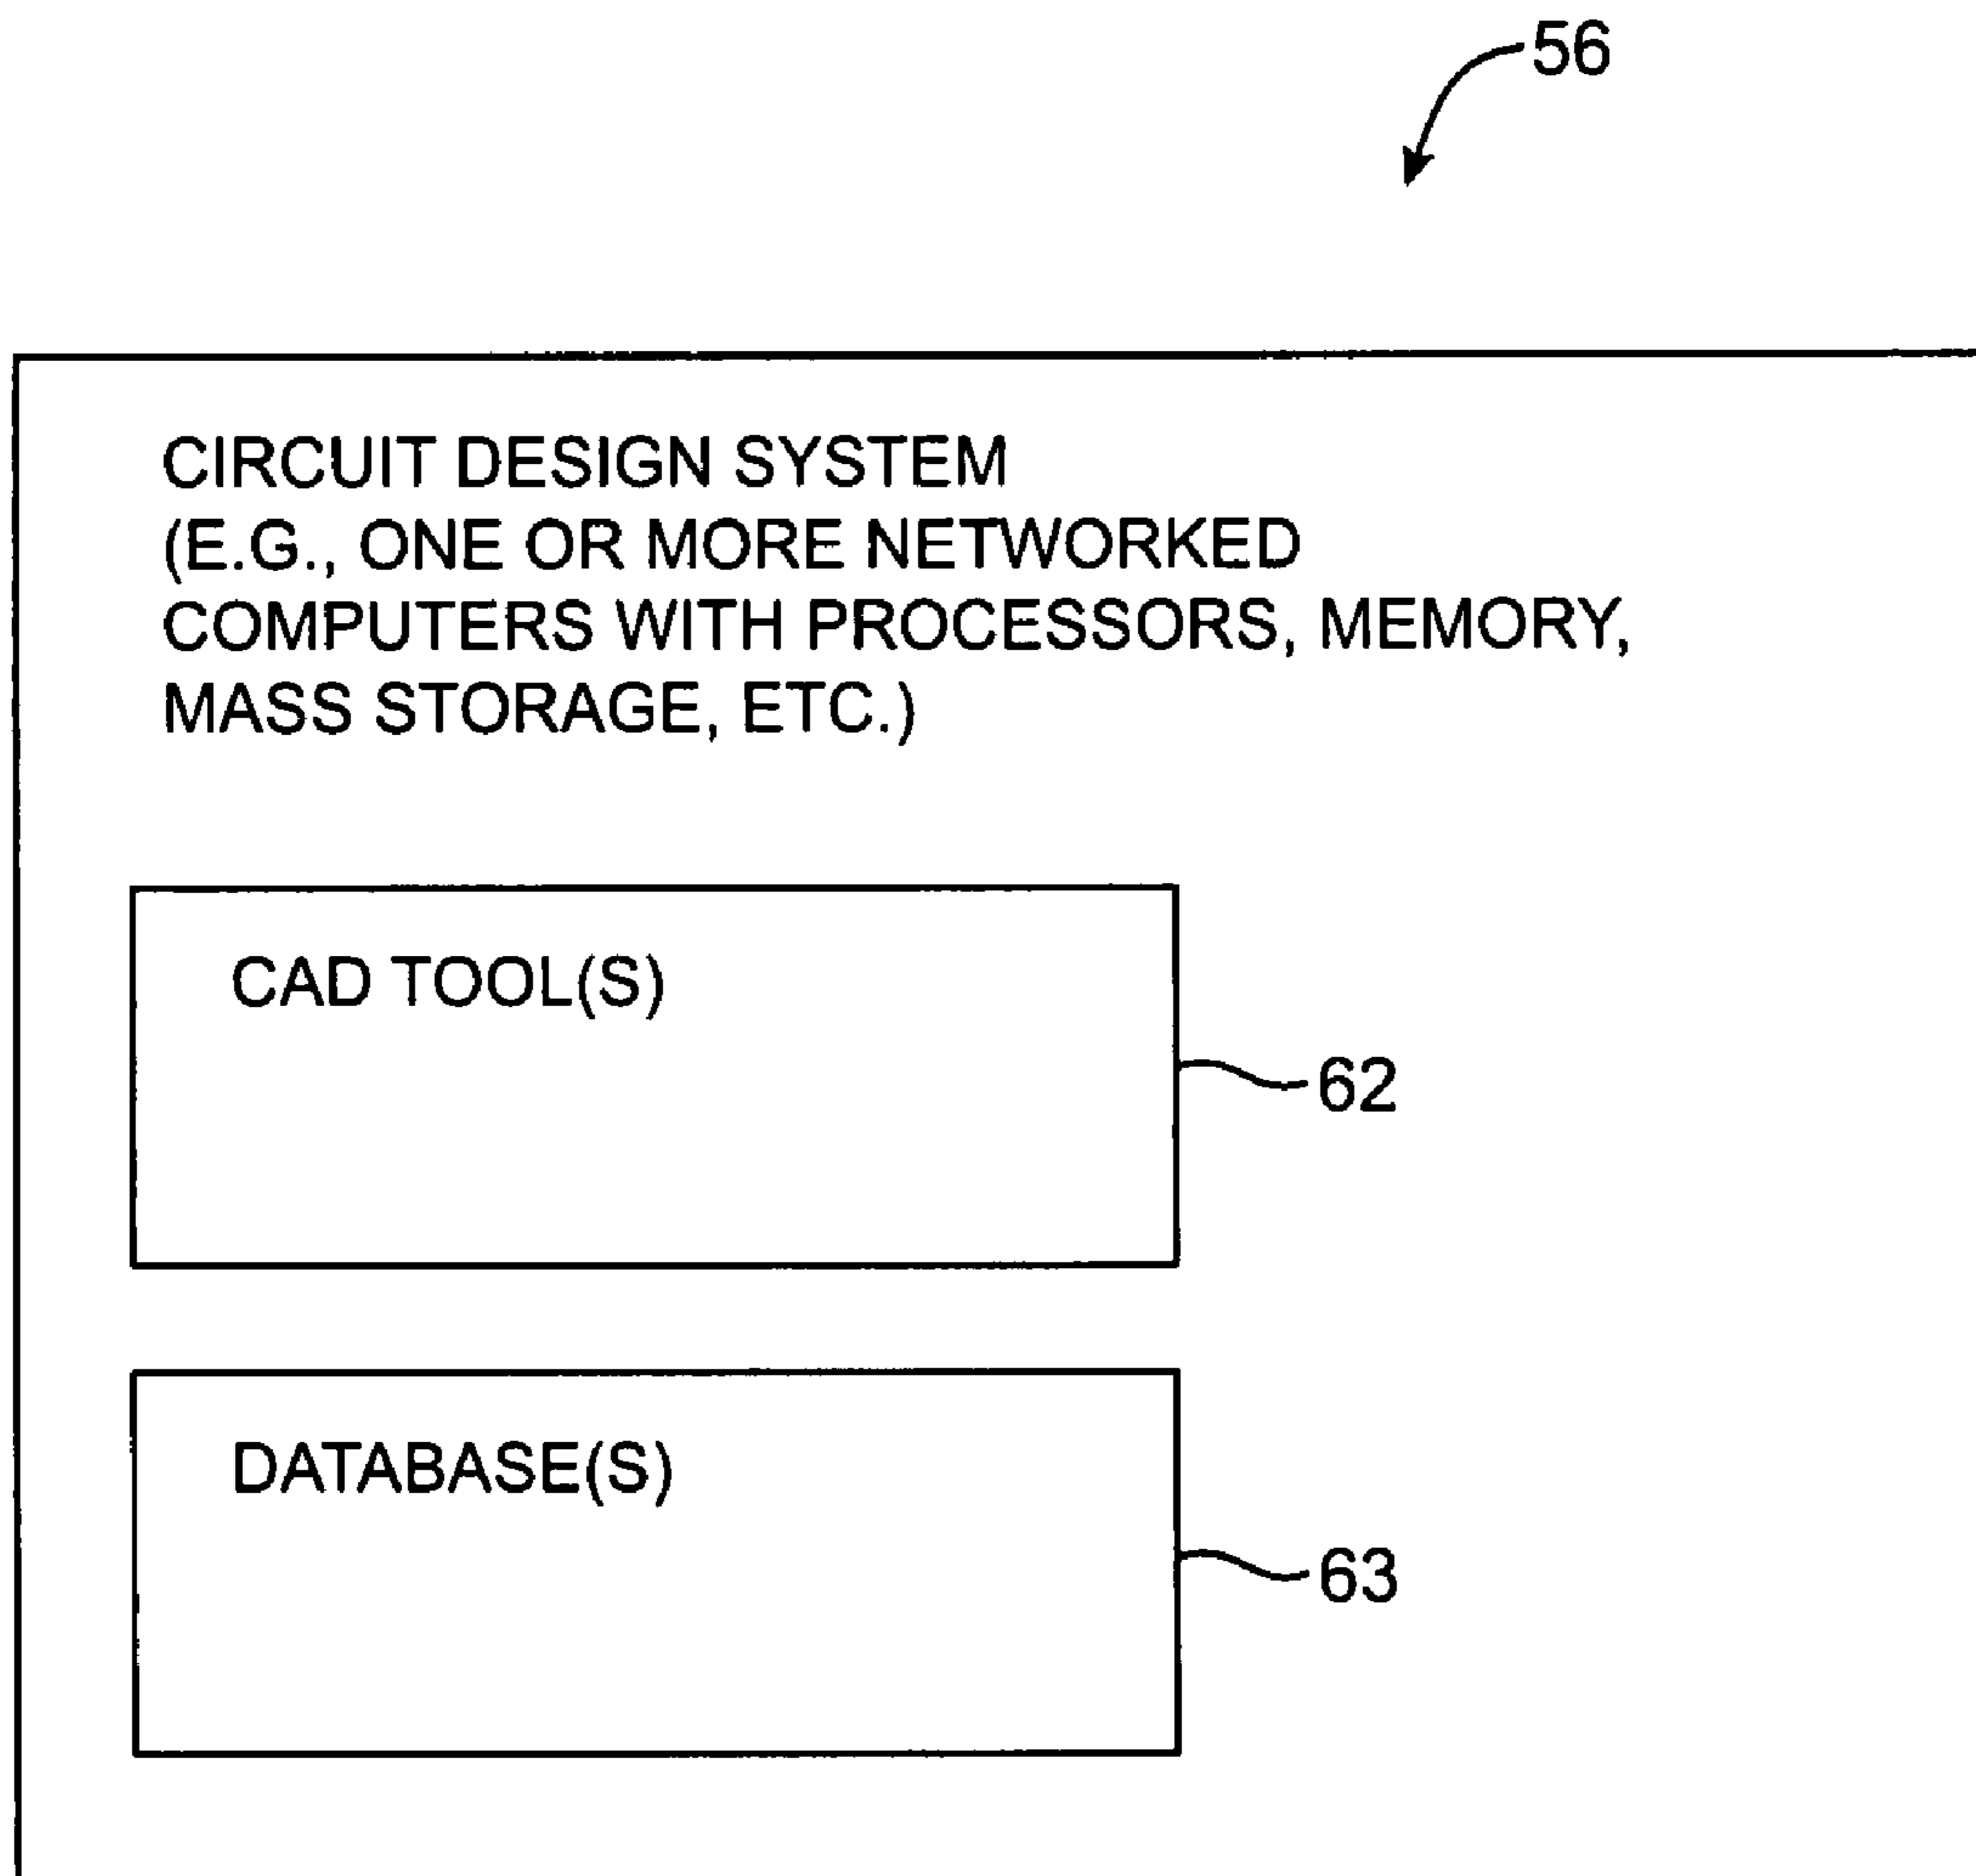 56
CIRCUIT DESIGN SYSTEM
(E.G., ONE OR MORE NETWORKED
COMPUTERS WITH PROCESSORS, MEMORY,
MASS STORAGE, ETC.)
CAD TOOL(S)
62
DATABASE(S)
63